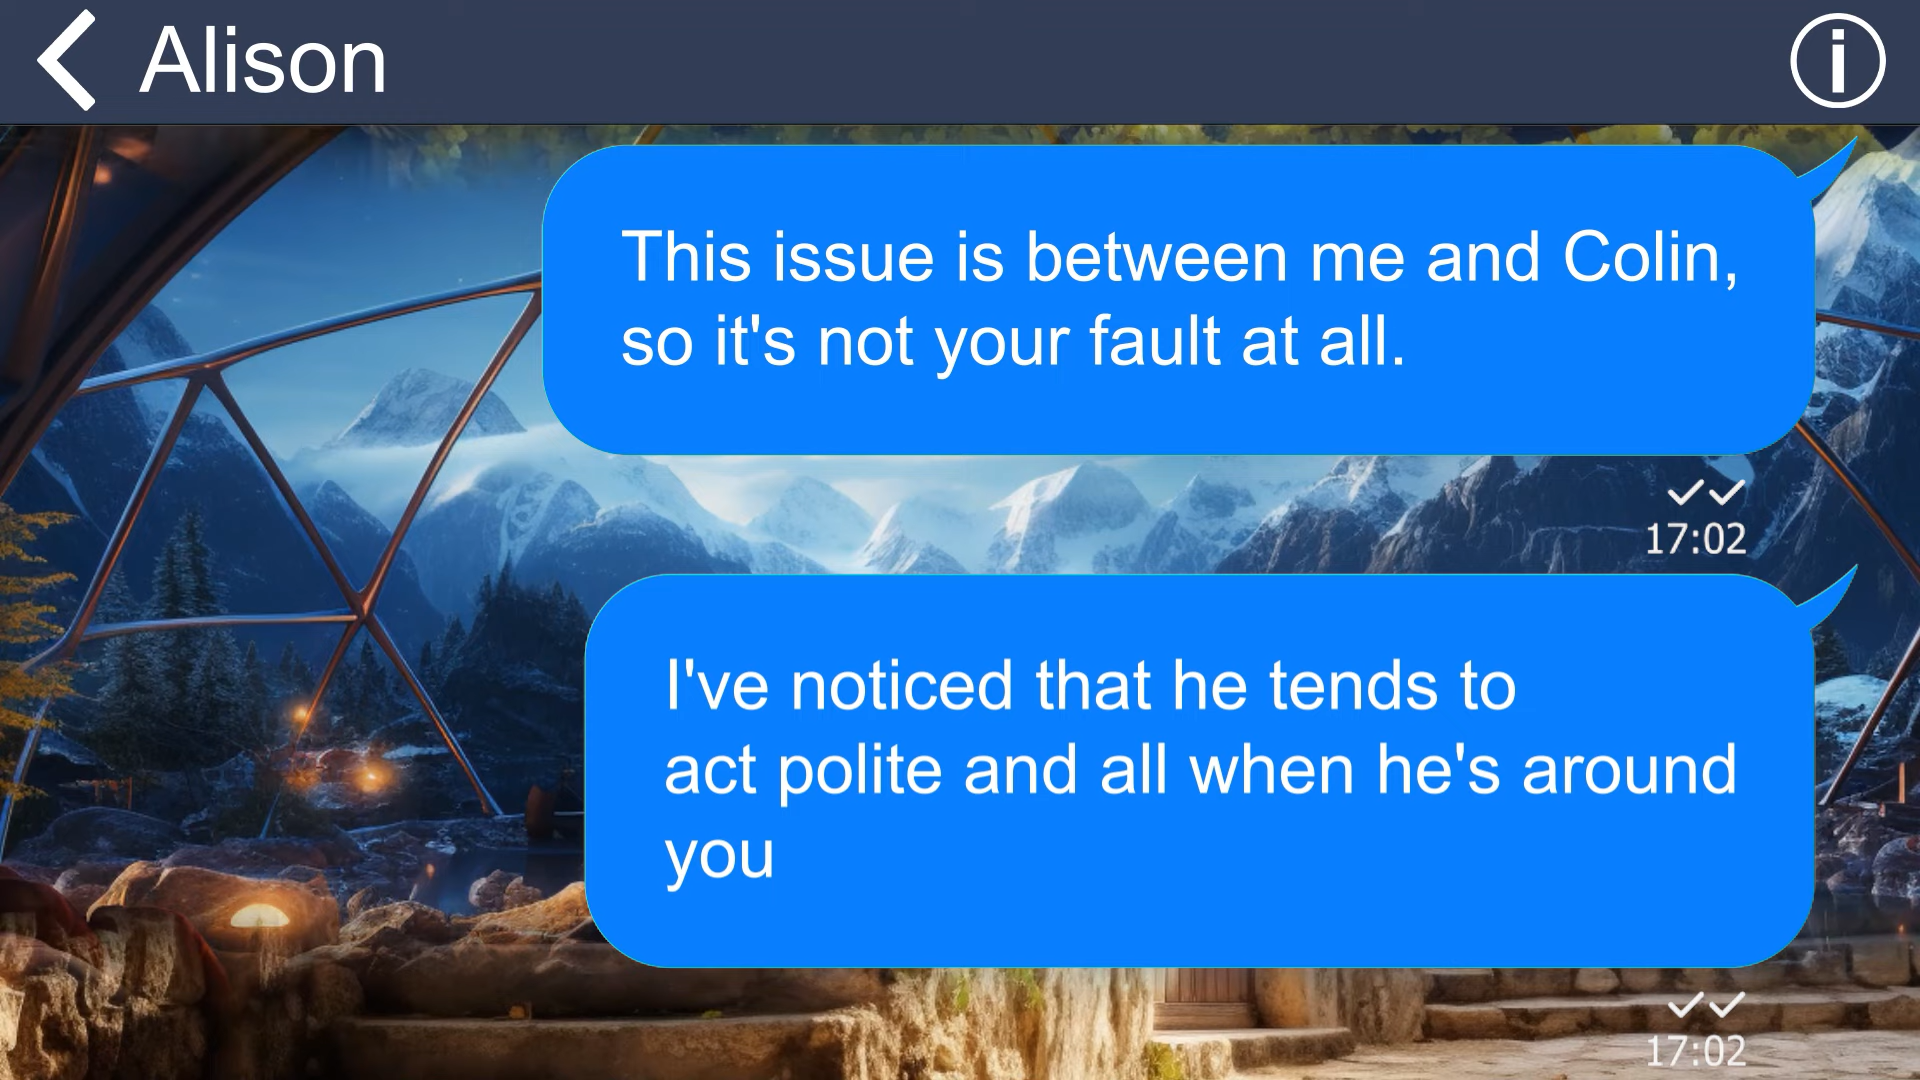 Alison
This issue is between me and Colin,
so it's not your fault at all.
17:02
I've noticed that he tends to
act polite and all when he's around
you
17:02